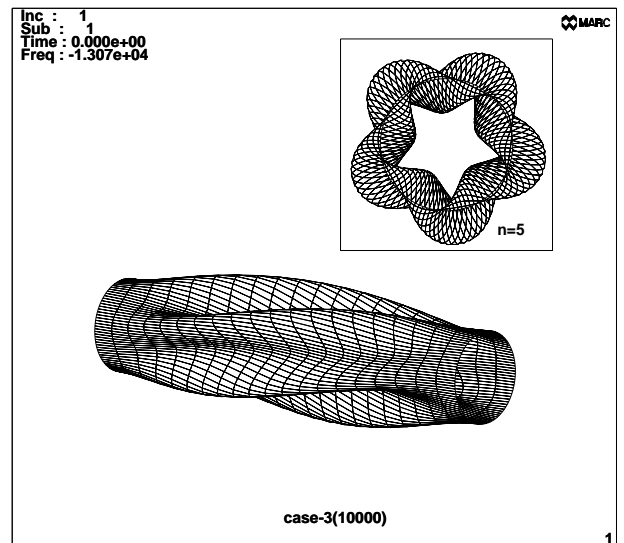 Inc : 1
Sub : 1
Time : 0.000e+00
Freq : -1.307e+04
MARC
n=5
case-3(10000)
1